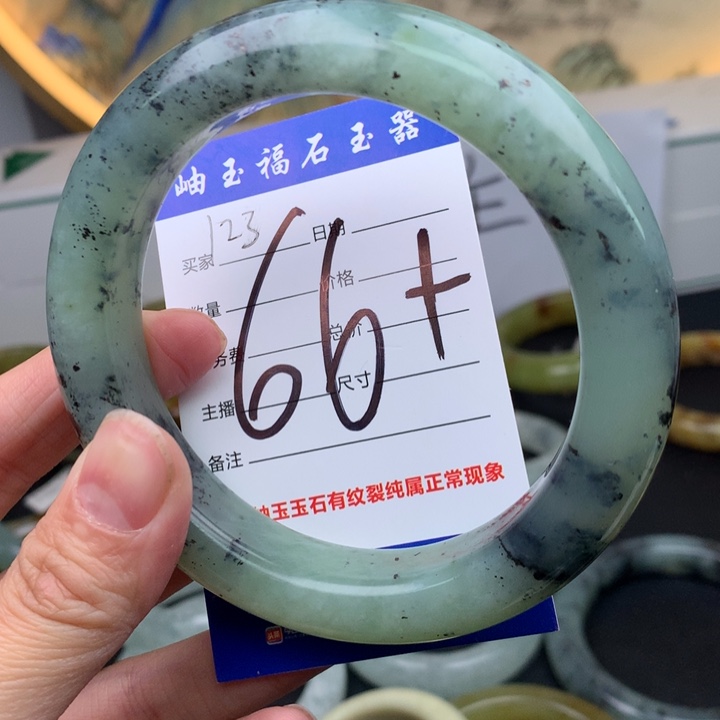 岫玉福石玉器
买家 123 日期
数量 价格
务费 总价
主播 尺寸
66+
备注
岫玉玉石有纹裂纯属正常现象